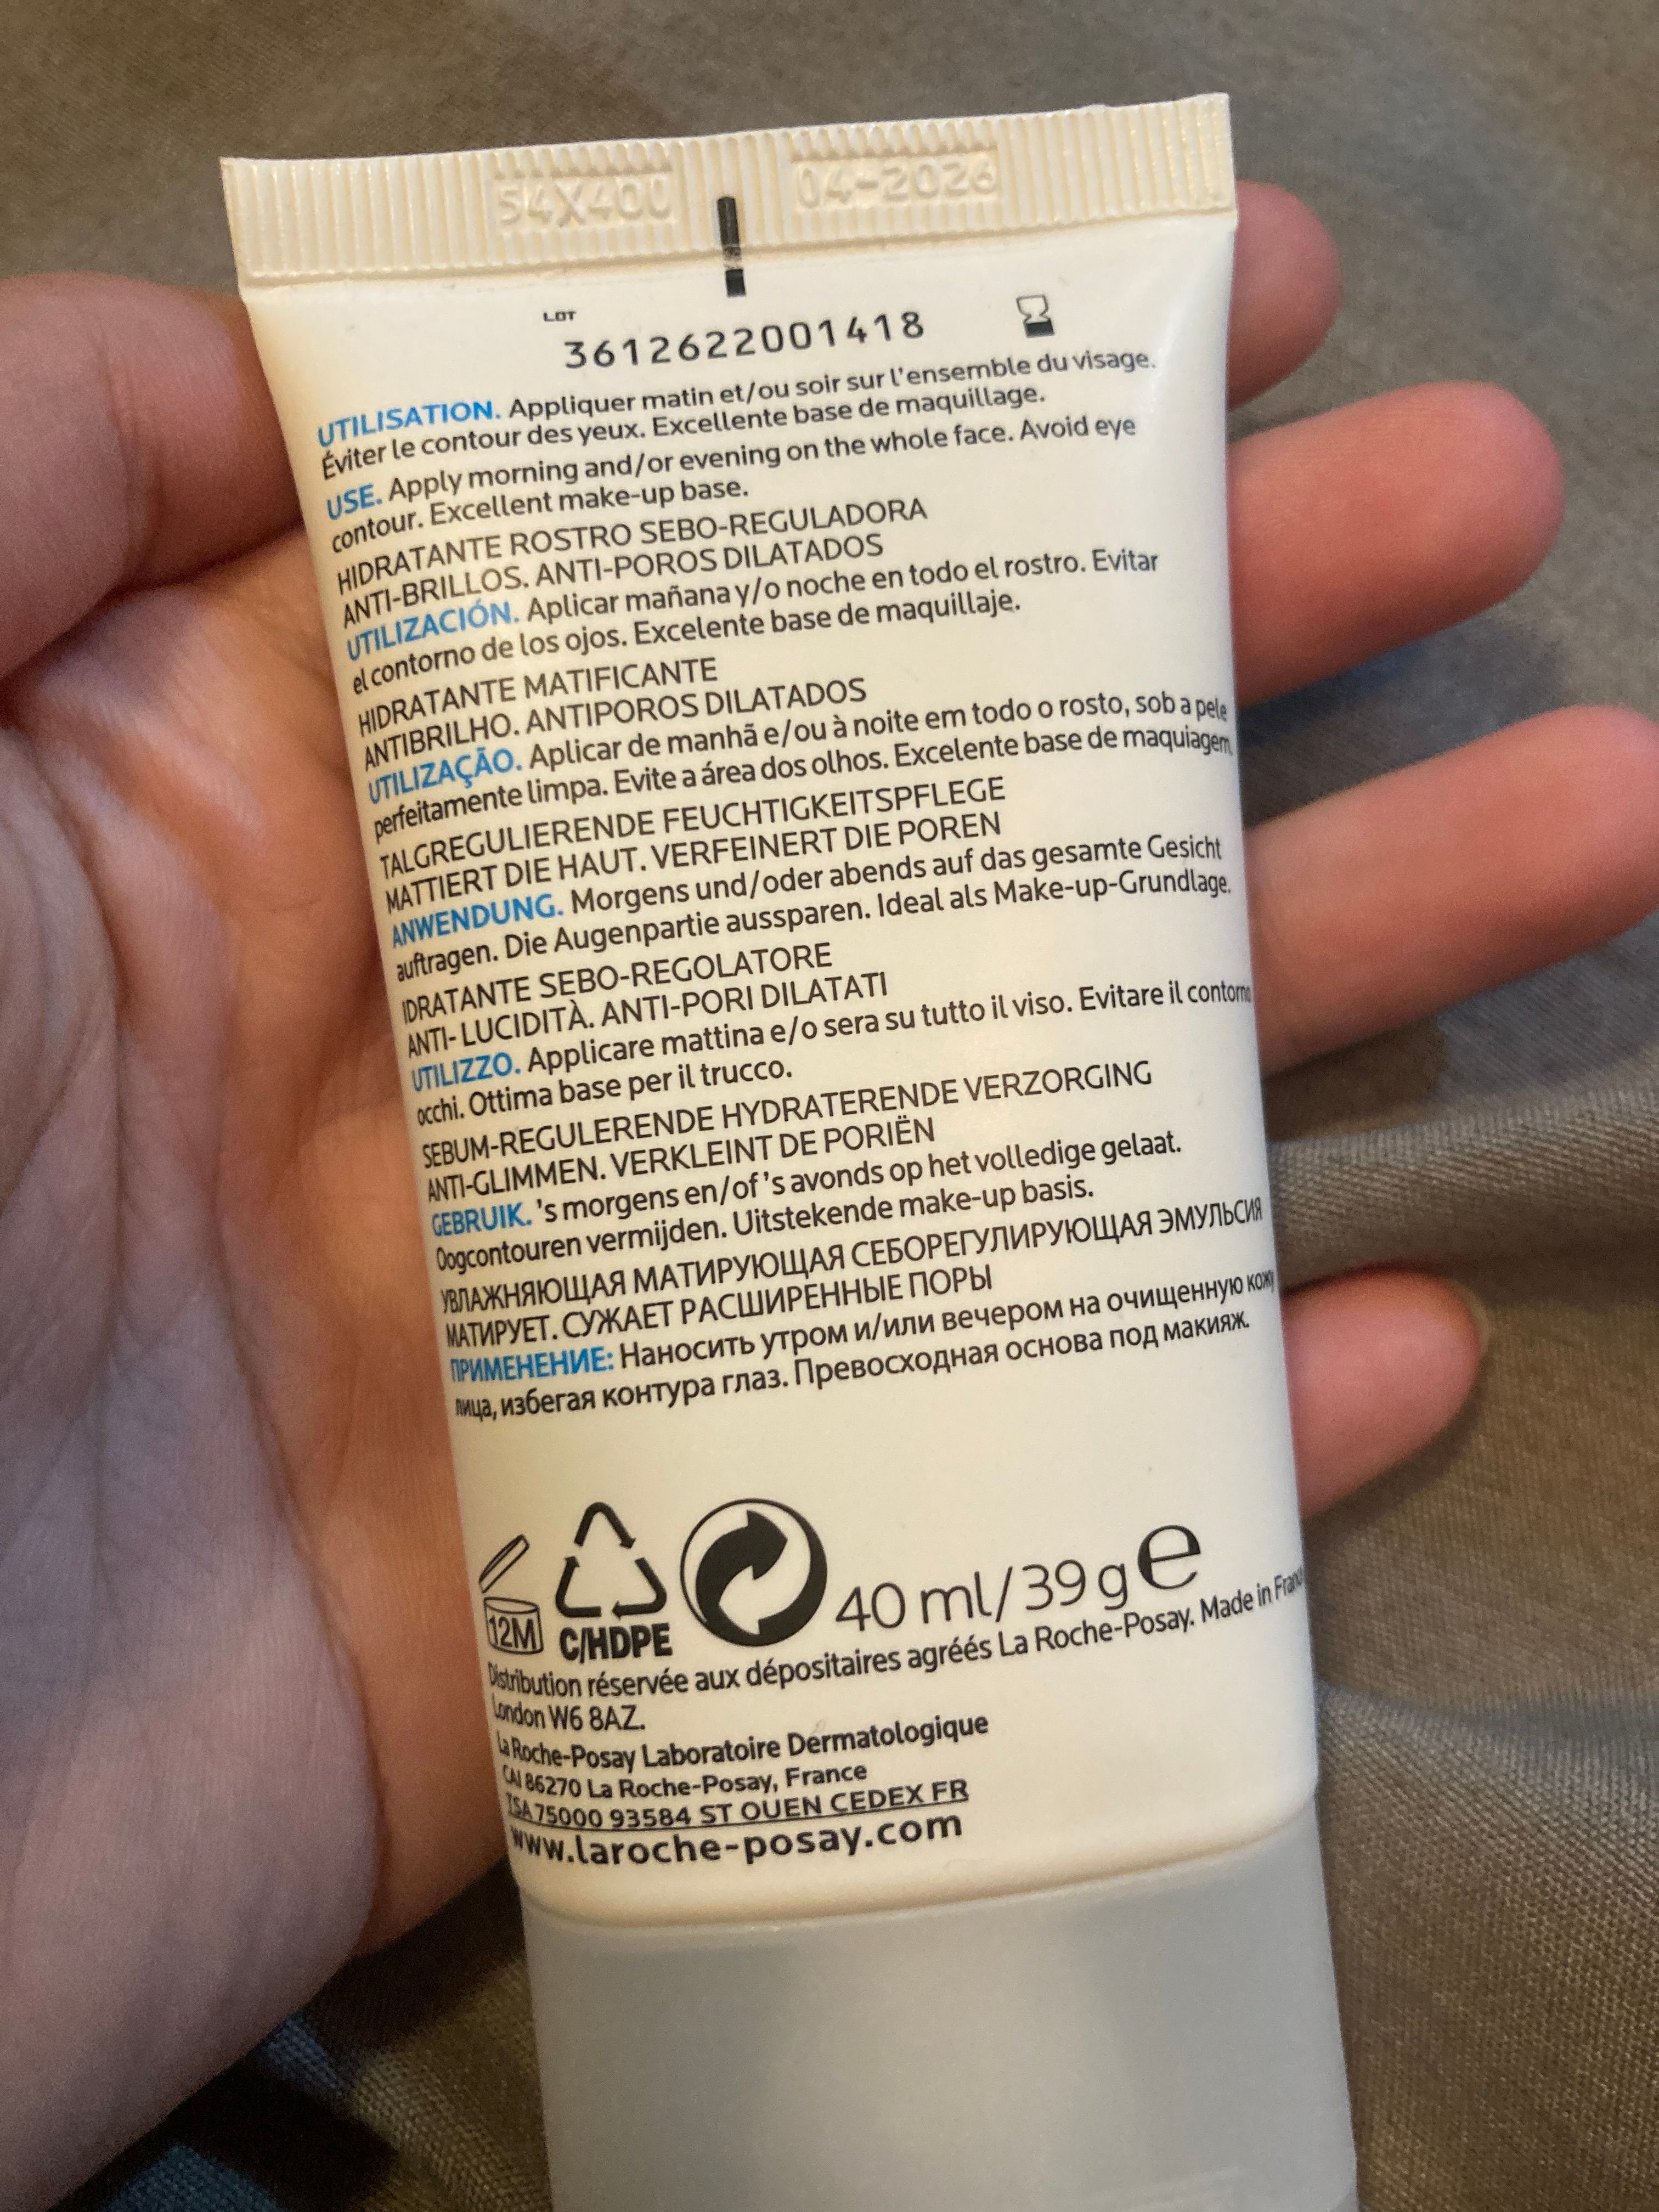 54X400 04-2026
LOT
3612622001418
UTILISATION. Appliquer matin et/ou soir sur l'ensemble du visage.
Éviter le contour des yeux. Excellente base de maquillage.
USE. Apply morning and/or evening on the whole face. Avoid eye
contour. Excellent make-up base.
HIDRATANTE ROSTRO SEBO-REGULADORA
ANTI-BRILLOS. ANTI-POROS DILATADOS
UTILIZACIÓN. Aplicar mañana y/o noche en todo el rostro. Evitar
el contorno de los ojos. Excelente base de maquillaje.
HIDRATANTE MATIFICANTE
ANTIBRILHO. ANTIPOROS DILATADOS
UTILIZAÇÃO. Aplicar de manhã e/ou à noite em todo o rosto, sob a pele
perfeitamente limpa. Evite a área dos olhos. Excelente base de maquiagem.
TALGREGULIERENDE FEUCHTIGKEITSPFLEGE
MATTIERT DIE HAUT. VERFEINERT DIE POREN
ANWENDUNG. Morgens und/oder abends auf das gesamte Gesicht
auftragen. Die Augenpartie aussparen. Ideal als Make-up-Grundlage.
IDRATANTE SEBO-REGOLATORE
ANTI-LUCIDITÀ. ANTI-PORI DILATATI
UTILIZZO. Applicare mattina e/o sera su tutto il viso. Evitare il contorno
occhi. Ottima base per il trucco.
SEBUM-REGULERENDE HYDRATERENDE VERZORGING
ANTI-GLIMMEN. VERKLEINT DE PORIËN
GEBRUIK. 's morgens en/of 's avonds op het volledige gelaat.
Oogcontouren vermijden. Uitstekende make-up basis.
УВЛАЖНЯЮЩАЯ МАТИРУЮЩАЯ СЕБОРЕГУЛИРУЮЩАЯ ЭМУЛЬСИЯ
МАТИРУЕТ. СУЖАЕТ РАСШИРЕННЫЕ ПОРЫ
ПРИМЕНЕНИЕ: Наносить утром и/или вечером на очищенную кожу
лица, избегая контура глаз. Превосходная основа под макияж.
12M C/HDPE 40 ml/39 g e
Distribution réservée aux dépositaires agréés La Roche-Posay. Made in France
London W6 8AZ.
La Roche-Posay Laboratoire Dermatologique
CAI 86270 La Roche-Posay, France
TSA 75000 93584 ST OUEN CEDEX FR
www.laroche-posay.com